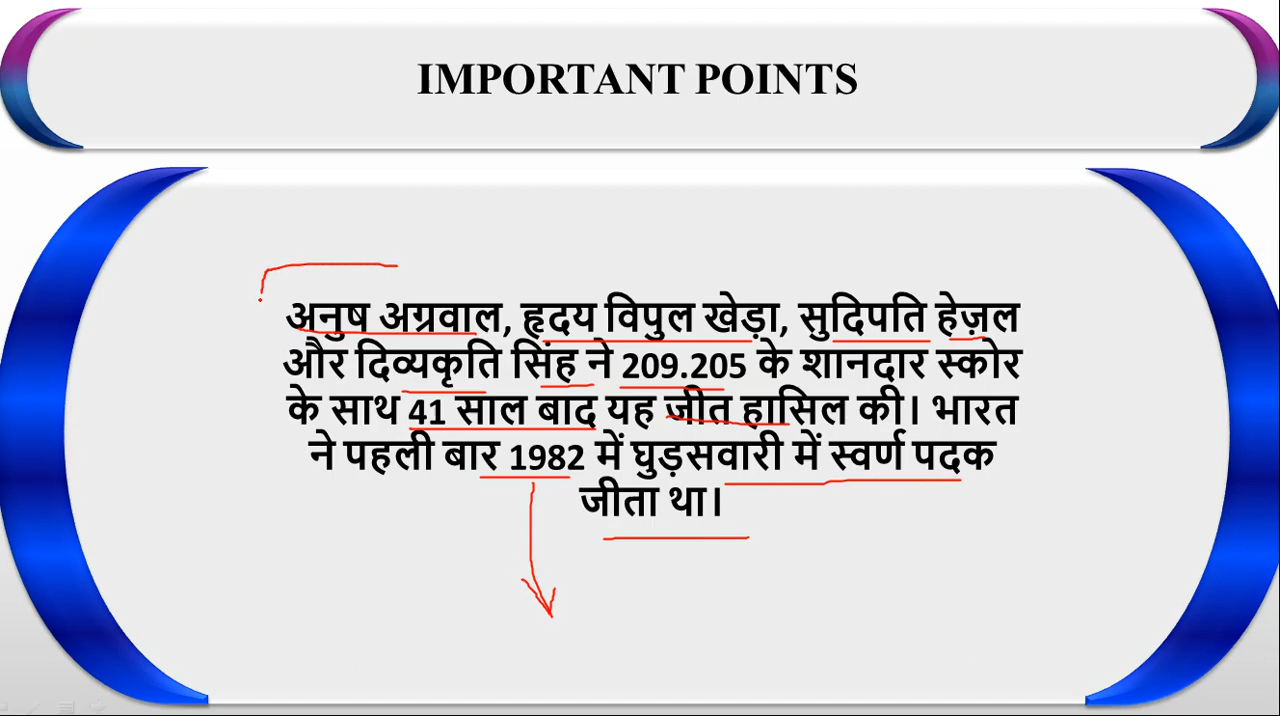 IMPORTANT POINTS
अनुष अग्रवाल, हृदय विपुल खेड़ा, सुदिपति हेज़ल
और दिव्यकृति सिंह ने 209.205 के शानदार स्कोर
के साथ 41 साल बाद यह जीत हासिल की। भारत
ने पहली बार 1982 में घुड़सवारी में स्वर्ण पदक
जीता था।